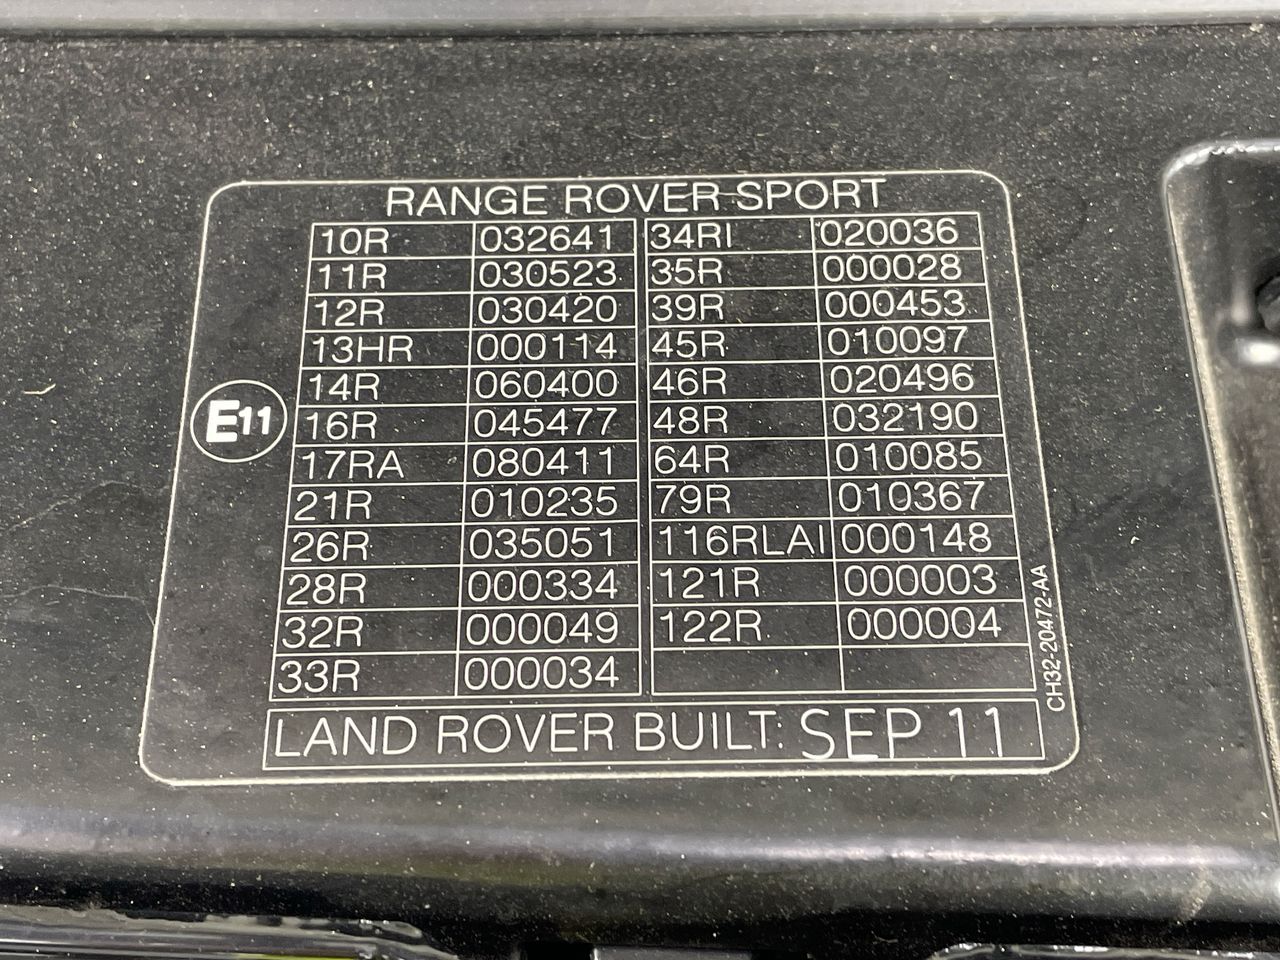 RANGE ROVER SPORT
10R 032641 34RI 020036
11R 030523 35R 000028
12R 030420 39R 000453
13HR 000114 45R 010097
14R 060400 46R 020496
E11
16R 045477 48R 032190
17RA 080411 64R 010085
21R 010235 79R 010367
26R 035051 116RLAI 000148
28R 000334 121R 000003
32R 000049 122R 000004
33R 000034
CH32-20472-AA
LAND ROVER BUILT: SEP 11